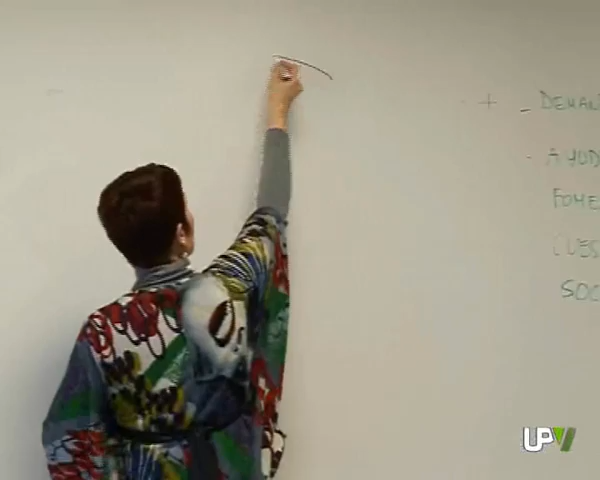 + - DEMAN
· AYUD
FOME
CUES
SOC
UPV